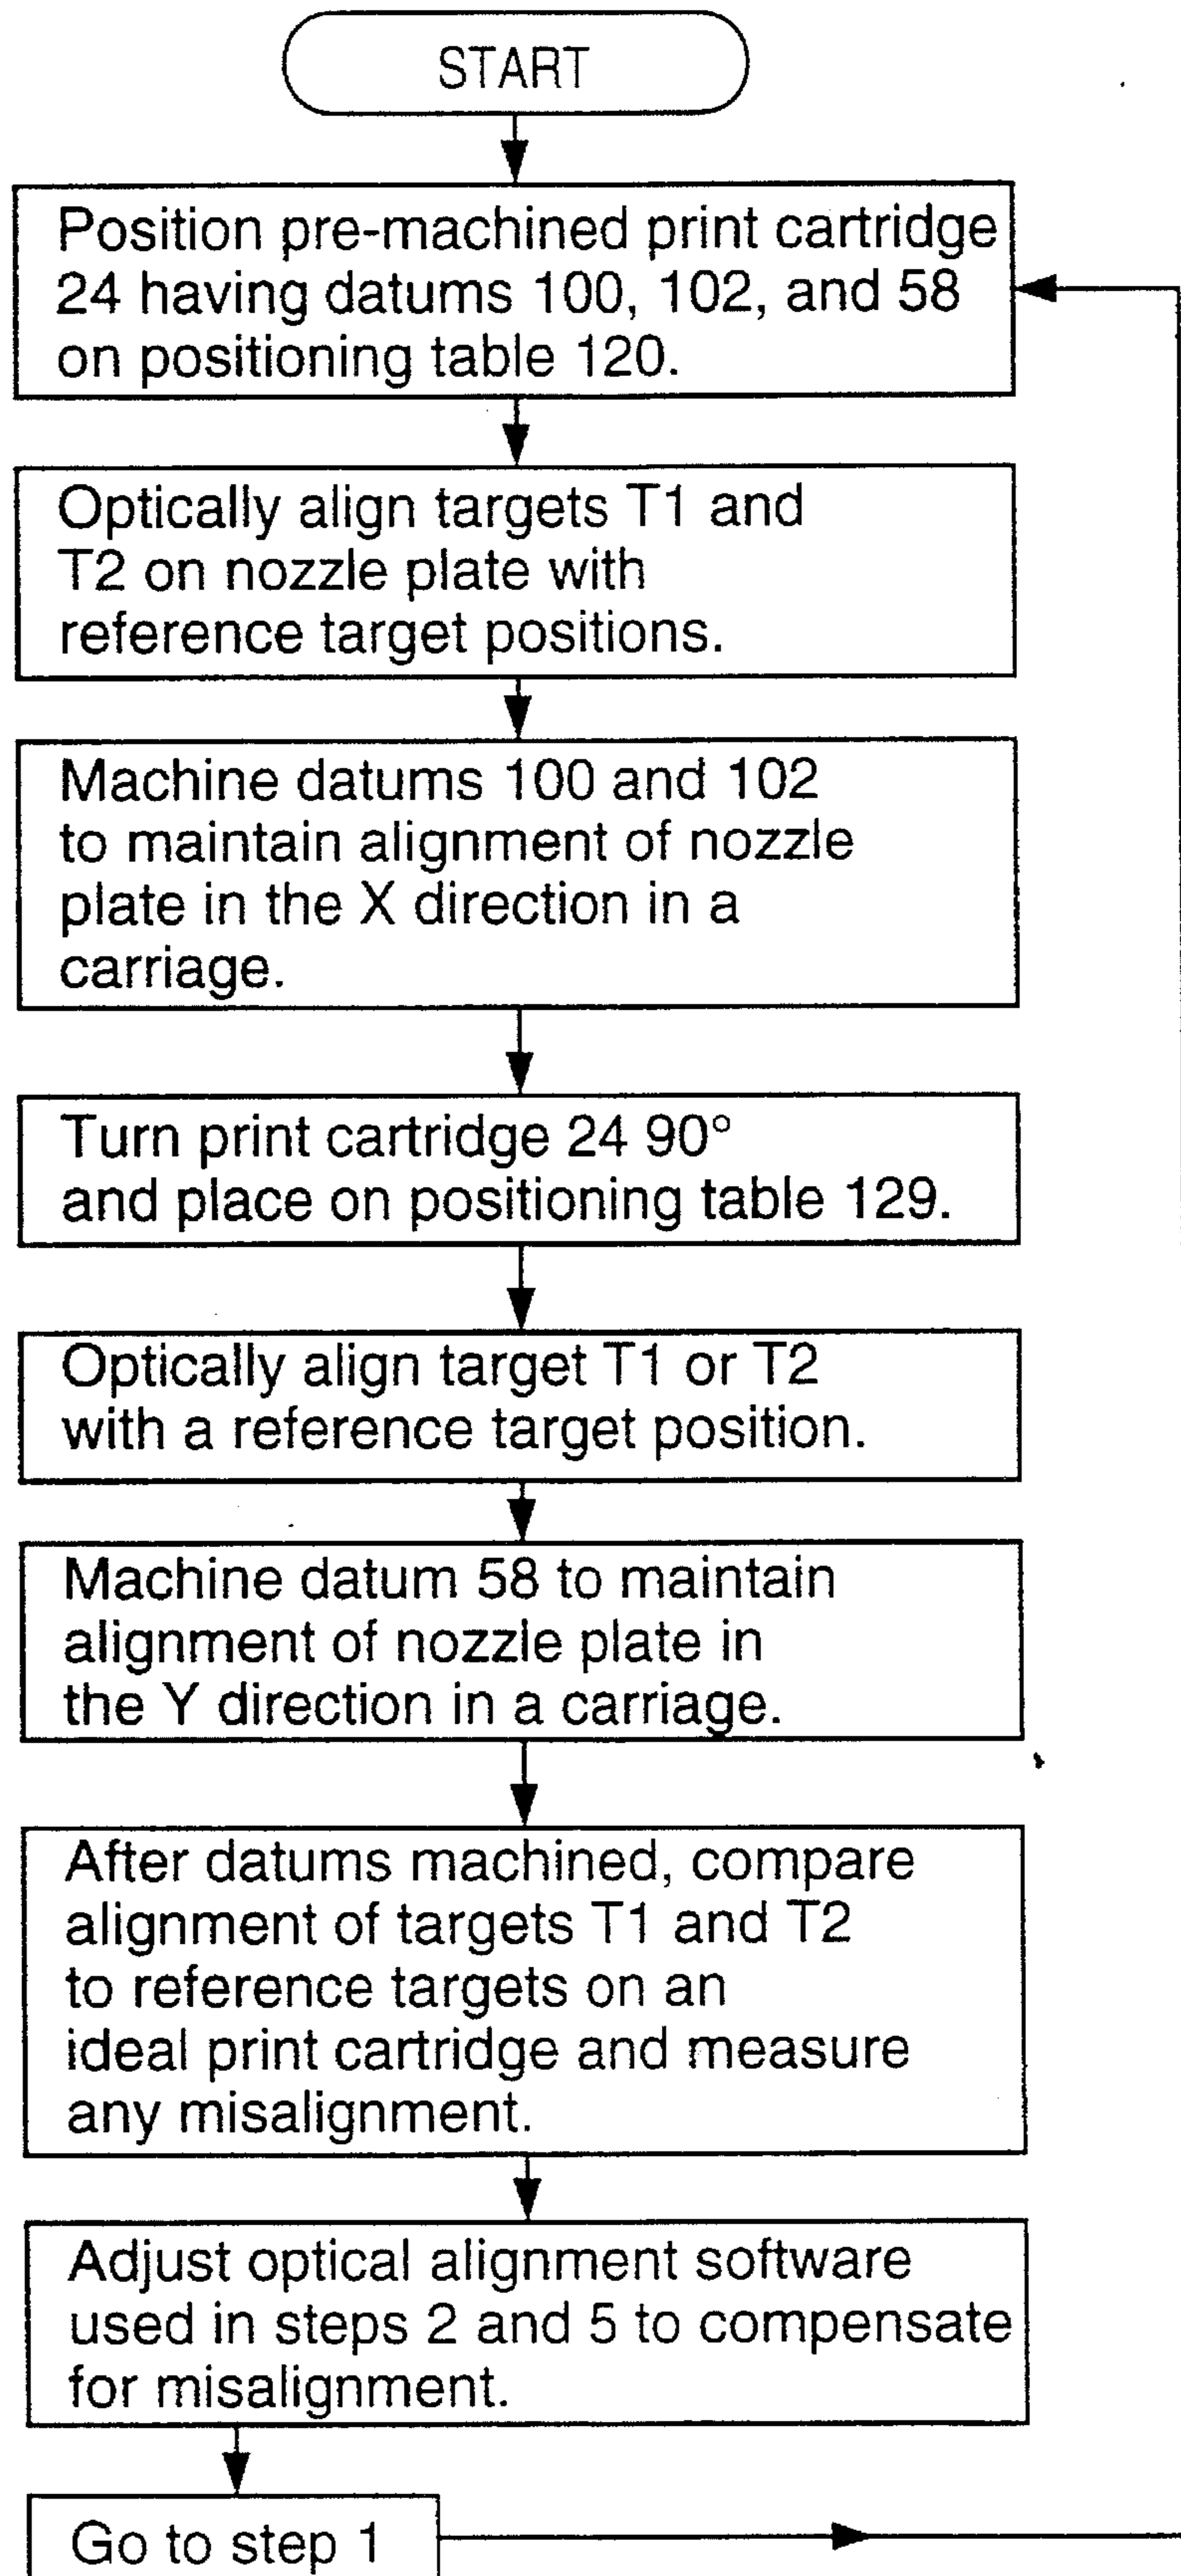 START
Position pre-machined print cartridge
24 having datums 100, 102, and 58
on positioning table 120.
Optically align targets T1 and
T2 on nozzle plate with
reference target positions.
Machine datums 100 and 102
to maintain alignment of nozzle
plate in the X direction in a
carriage.
Turn print cartridge 24 90°
and place on positioning table 129.
Optically align target T1 or T2
with a reference target position.
Machine datum 58 to maintain
alignment of nozzle plate in
the Y direction in a carriage.
After datums machined, compare
alignment of targets T1 and T2
to reference targets on an
ideal print cartridge and measure
any misalignment.
Adjust optical alignment software
used in steps 2 and 5 to compensate
for misalignment.
Go to step 1